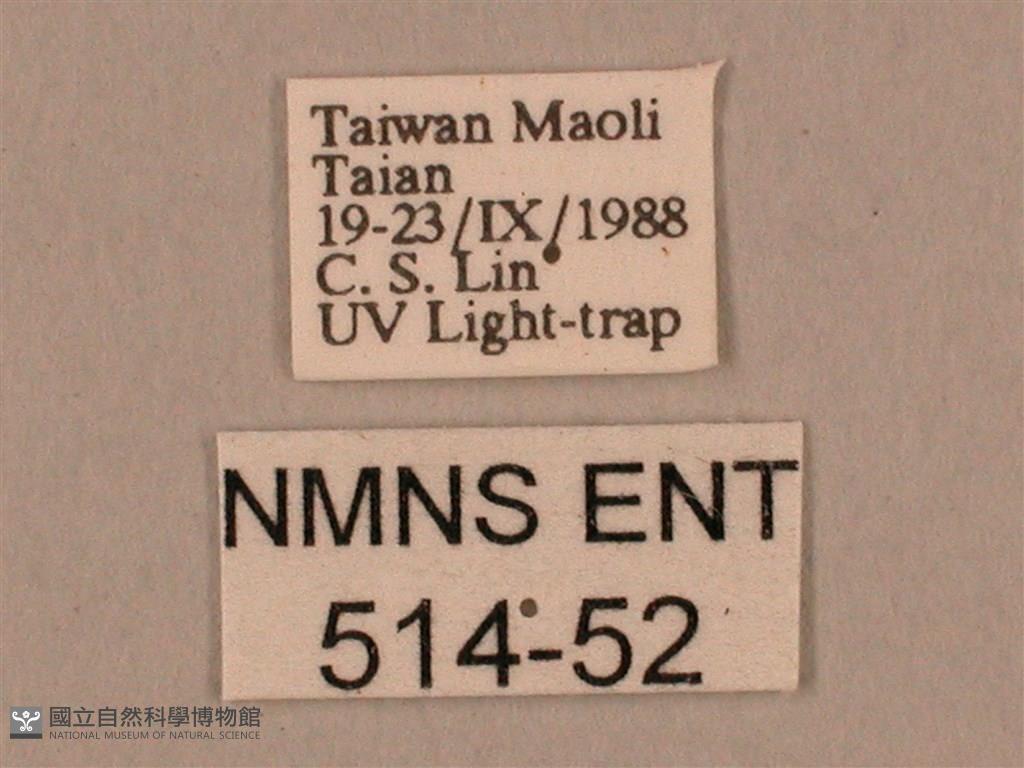 Taiwan Maoli
Taian
19-23/IX/1988
C. S. Lin
UV Light-trap
NMNS ENT
514-52
國立自然科學博物館
NATIONAL MUSEUM OF NATURAL SCIENCE